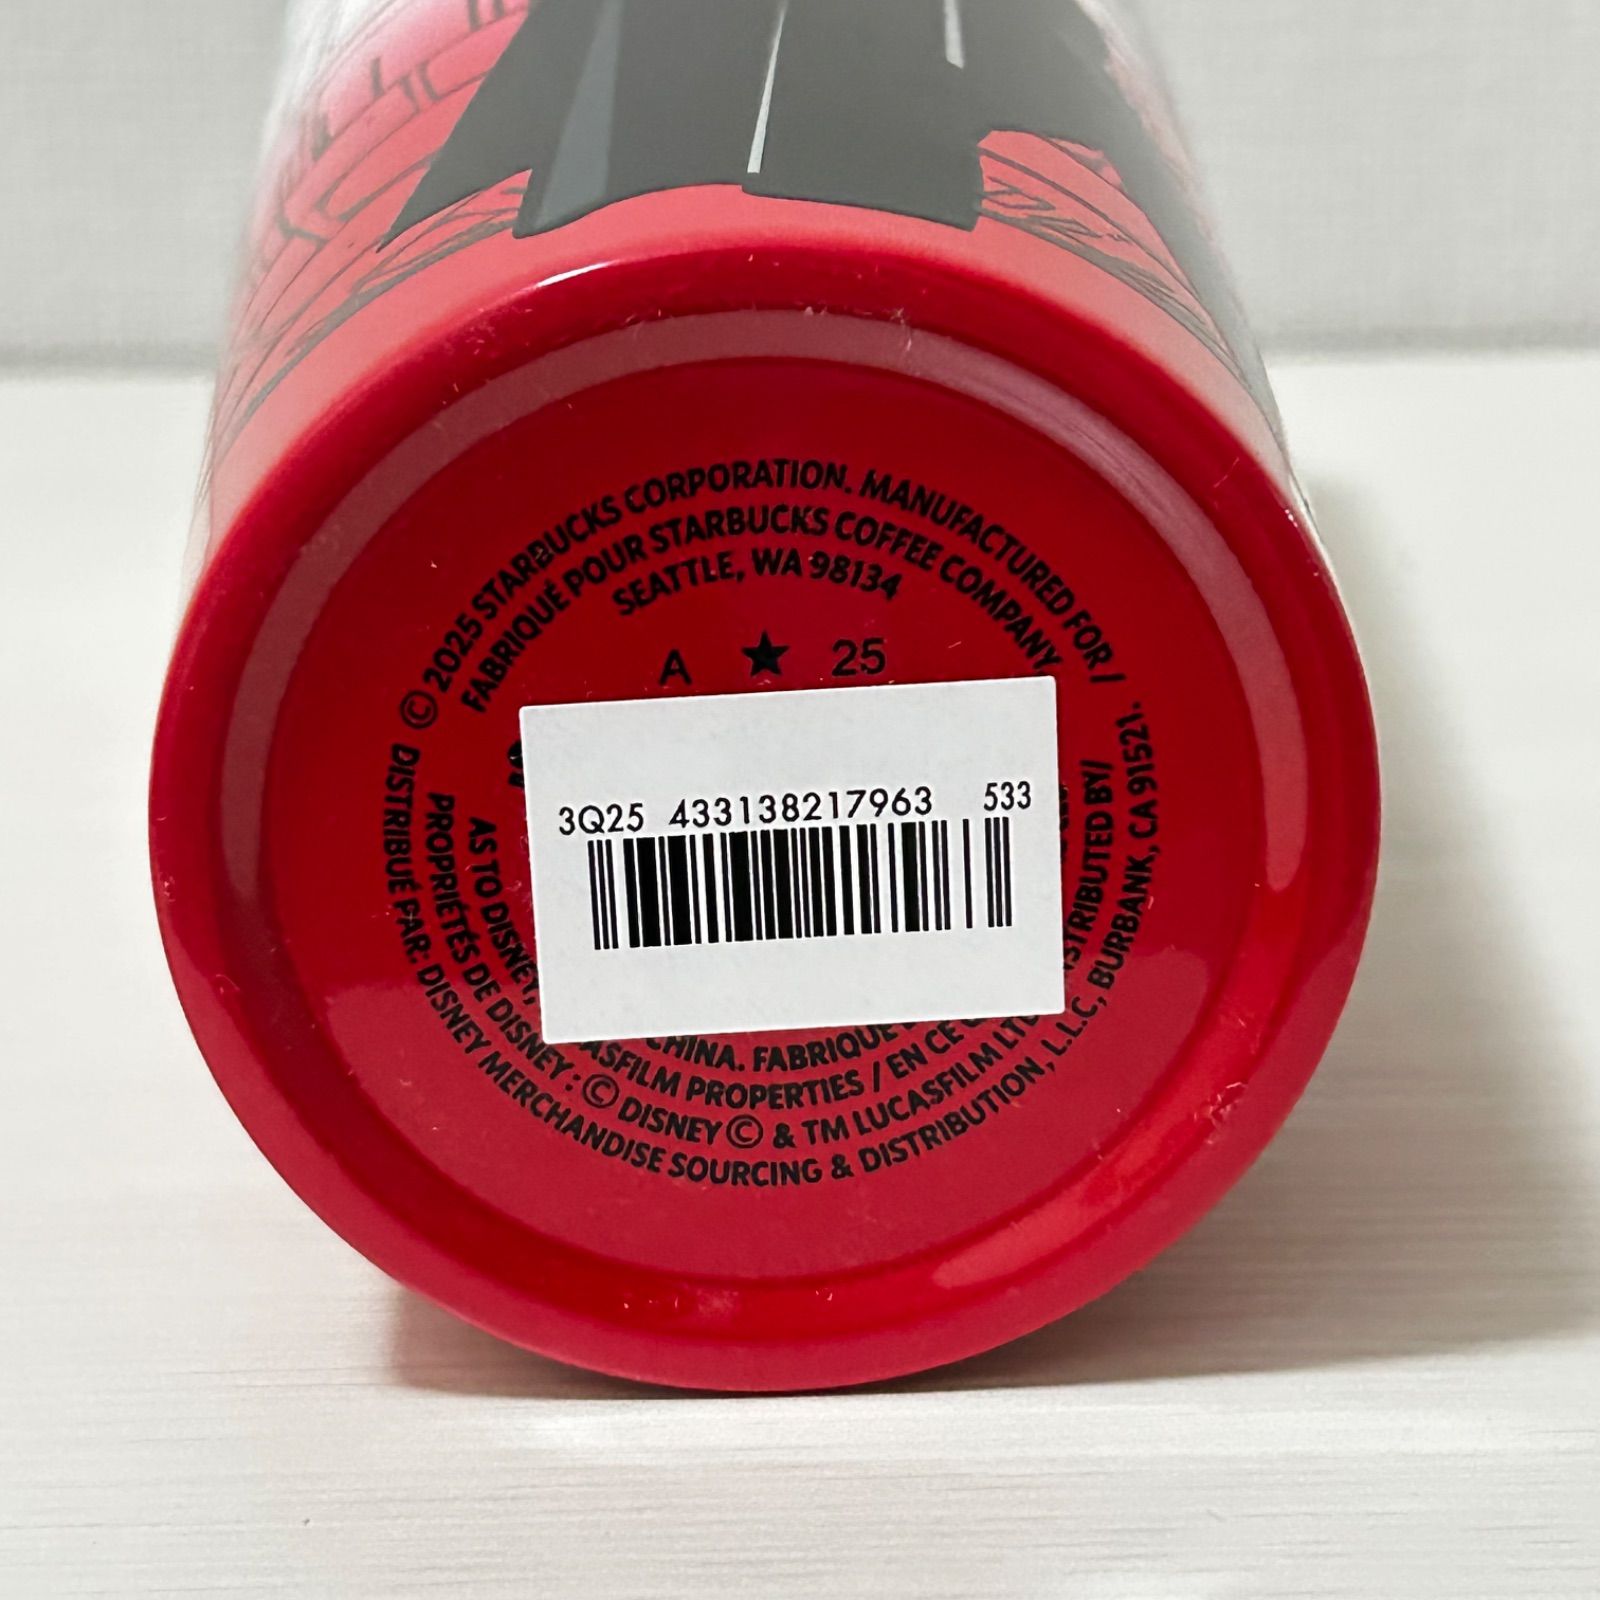 © 2025 STARBUCKS CORPORATION. MANUFACTURED FOR /
FABRIQUÉ POUR STARBUCKS COFFEE COMPANY
SEATTLE, WA 98134
A ★ 25
3Q25 433138217963 533
CHINA. FABRIQUÉ
AS TO DISNEY, PROPERTIES / EN CE
PROPRIÉTÉS DE DISNEY : © DISNEY © & TM LUCASFILM LTD. DISTRIBUTED BY/
DISTRIBUÉ PAR: DISNEY MERCHANDISE SOURCING & DISTRIBUTION, L.L.C, BURBANK, CA 91521.